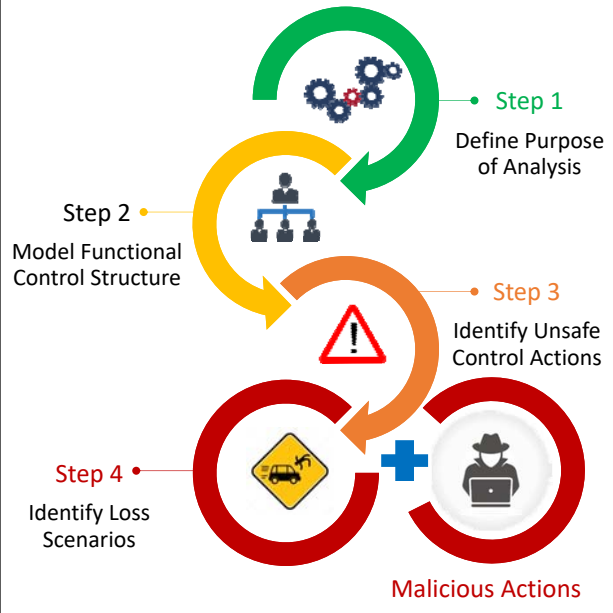 Step 1
Define Purpose
of Analysis
Step 2
Model Functional
Control Structure
Step 3
Identify Unsafe
Control Actions
Step 4
Identify Loss
Scenarios
Malicious Actions